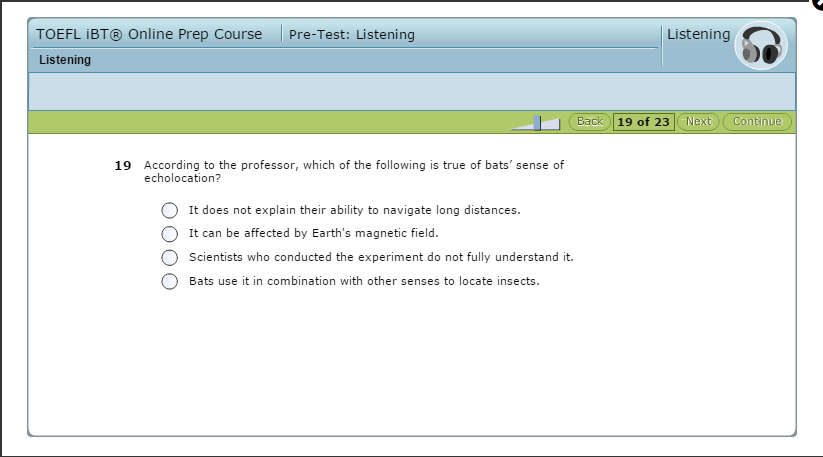 TOEFL iBT® Online Prep Course Pre-Test: Listening Listening
Listening
Back 19 of 23 Next Continue
19 According to the professor, which of the following is true of bats' sense of
echolocation?
It does not explain their ability to navigate long distances.
It can be affected by Earth's magnetic field.
Scientists who conducted the experiment do not fully understand it.
Bats use it in combination with other senses to locate insects.